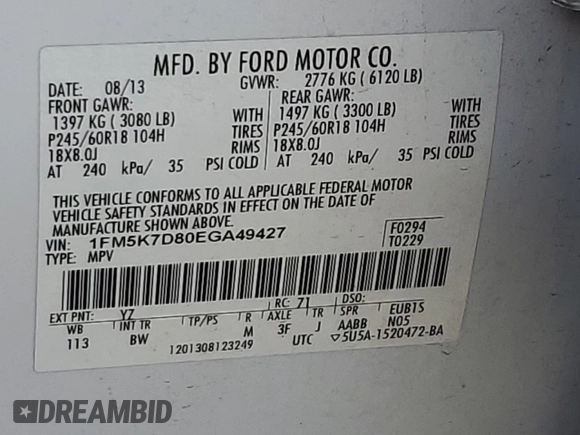 MFD. BY FORD MOTOR CO.
DATE: 08/13 GVWR: 2776 KG ( 6120 LB)
FRONT GAWR: REAR GAWR:
1397 KG ( 3080 LB) WITH 1497 KG ( 3300 LB) WITH
P245/60R18 104H TIRES P245/60R18 104H TIRES
18X8.0J RIMS 18X8.0J RIMS
AT 240 kPa/ 35 PSI COLD AT 240 kPa/ 35 PSI COLD
THIS VEHICLE CONFORMS TO ALL APPLICABLE FEDERAL MOTOR
VEHICLE SAFETY STANDARDS IN EFFECT ON THE DATE OF
MANUFACTURE SHOWN ABOVE.
VIN: 1FM5K7D80EGA49427 F0294
TYPE: MPV T0229
EXT PNT: YZ RC: 71 DSO:
WB INT TR TP/PS R AXLE TR SPR EUB1S
113 BW M 3F J AABB N05
1201308123249 UTC ▽5U5A-1520472-BA
DREAMBID